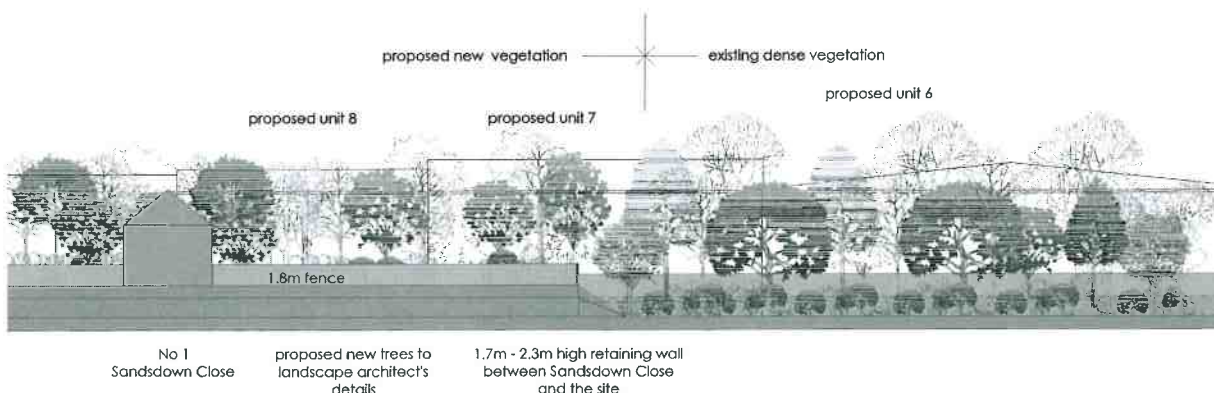 proposed new vegetation
existing dense vegetation
proposed unit 6
proposed unit 8
proposed unit 7
1.8m fence
No 1
Sandsdown Close
proposed new trees to
landscape architect's
details
1.7m - 2.3m high retaining wall
between Sandsdown Close
and the site